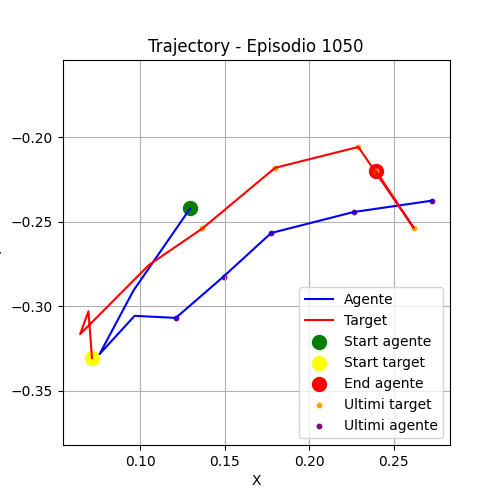 Trajectory - Episodio 1050
−0.20
−0.25
−0.30
−0.35
0.10 0.15 0.20 0.25
X
Agente
Target
Start agente
Start target
End agente
Ultimi target
Ultimi agente